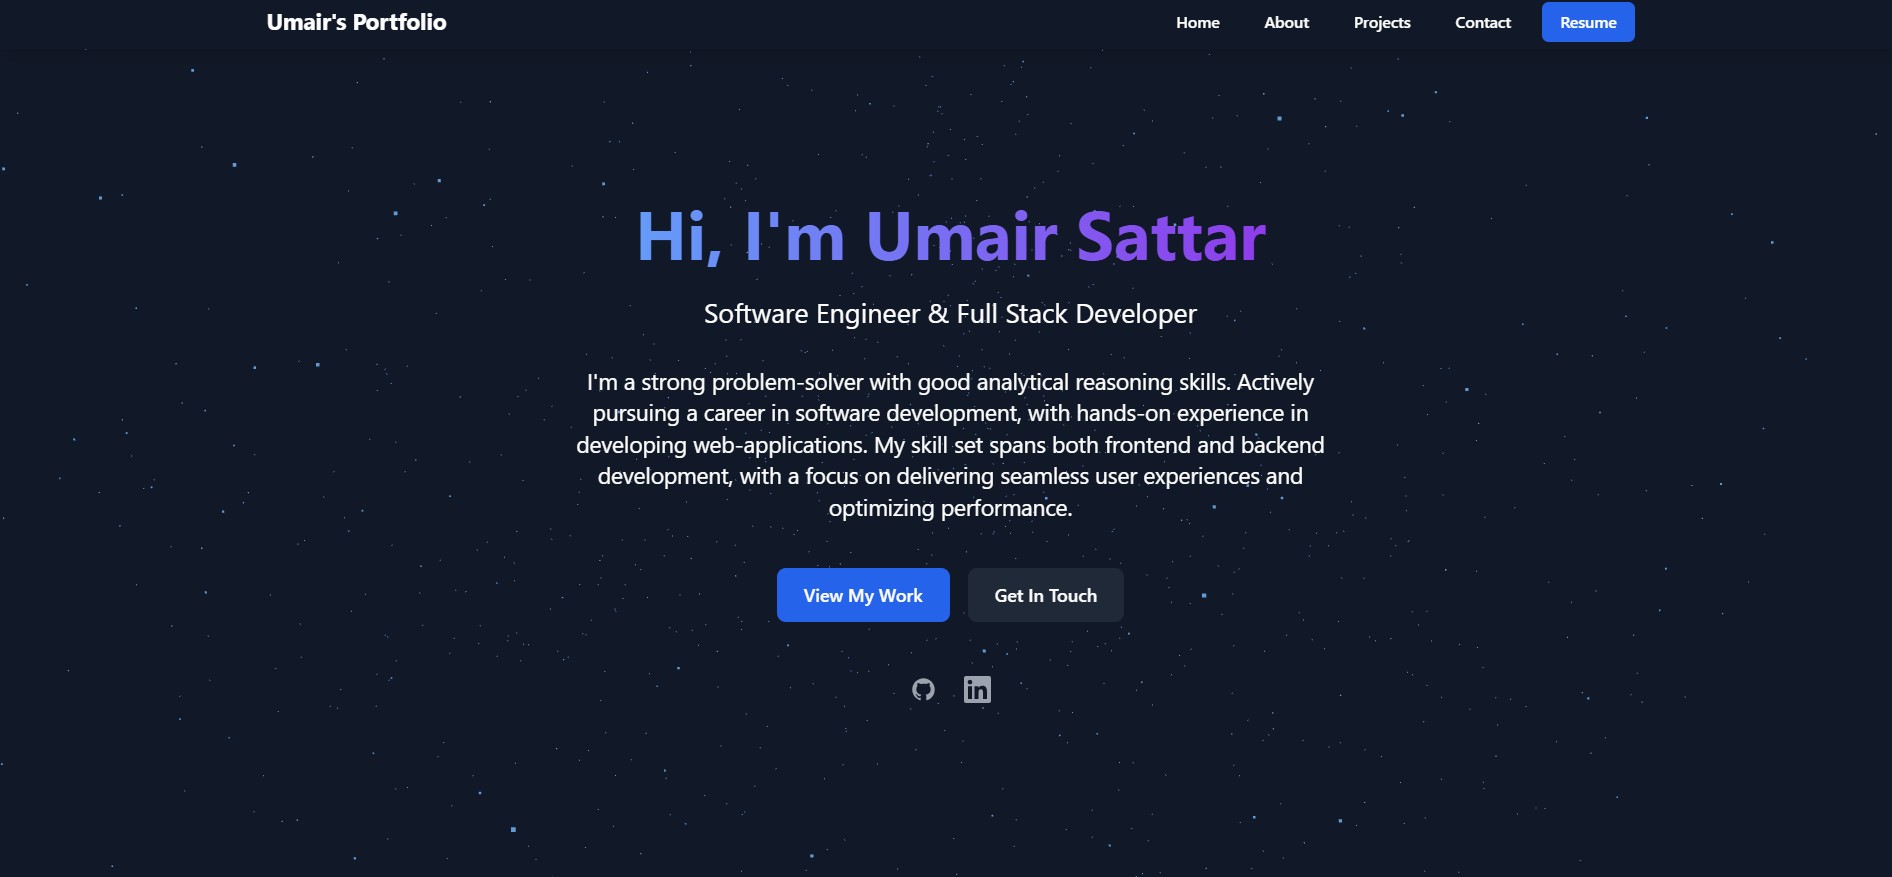 Umair's Portfolio
Home About Projects Contact Resume
Hi, I'm Umair Sattar
Software Engineer & Full Stack Developer
I'm a strong problem-solver with good analytical reasoning skills. Actively
pursuing a career in software development, with hands-on experience in
developing web-applications. My skill set spans both frontend and backend
development, with a focus on delivering seamless user experiences and
optimizing performance.
View My Work Get In Touch
in